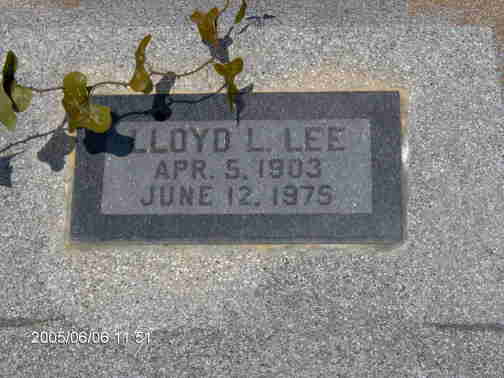 LLOYD L. LEE
APR. 5, 1903
JUNE 12, 1975
2005/06/06 11:51